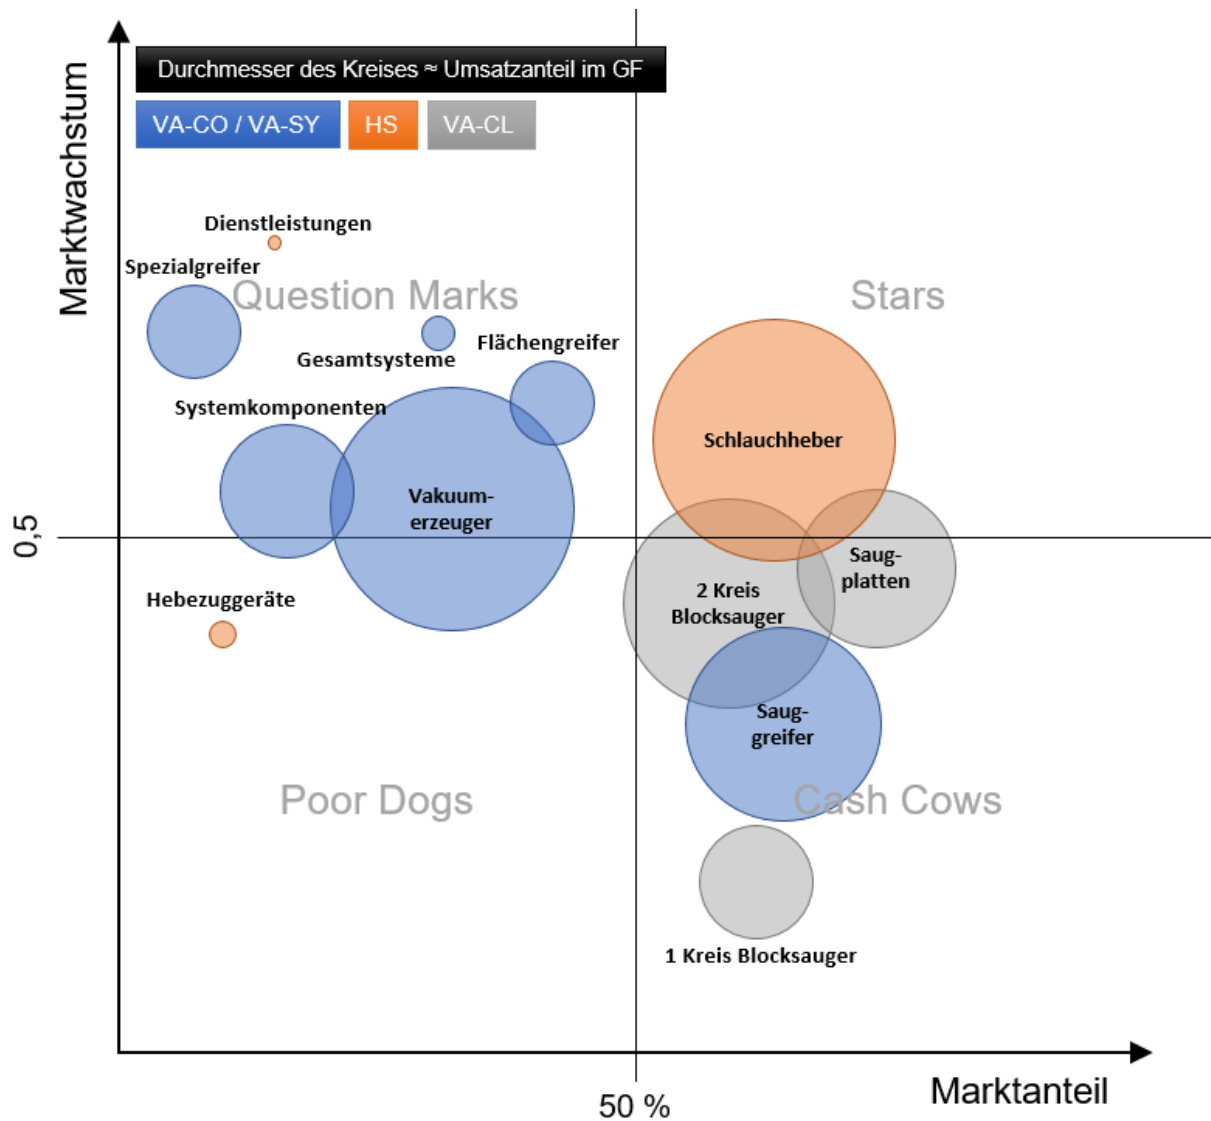 Marktwachstum
Durchmesser des Kreises ≈ Umsatzanteil im GF
VA-CO / VA-SY
HS
VA-CL
Dienstleistungen
Spezialgreifer
Question Marks
Stars
Gesamtsysteme
Flächengreifer
Systemkomponenten
Schlauchheber
Vakuum-
erzeuger
0,5
Saug-
platten
2 Kreis
Blocksauger
Hebezuggeräte
Saug-
greifer
Poor Dogs
Cash Cows
1 Kreis Blocksauger
Marktanteil
50 %